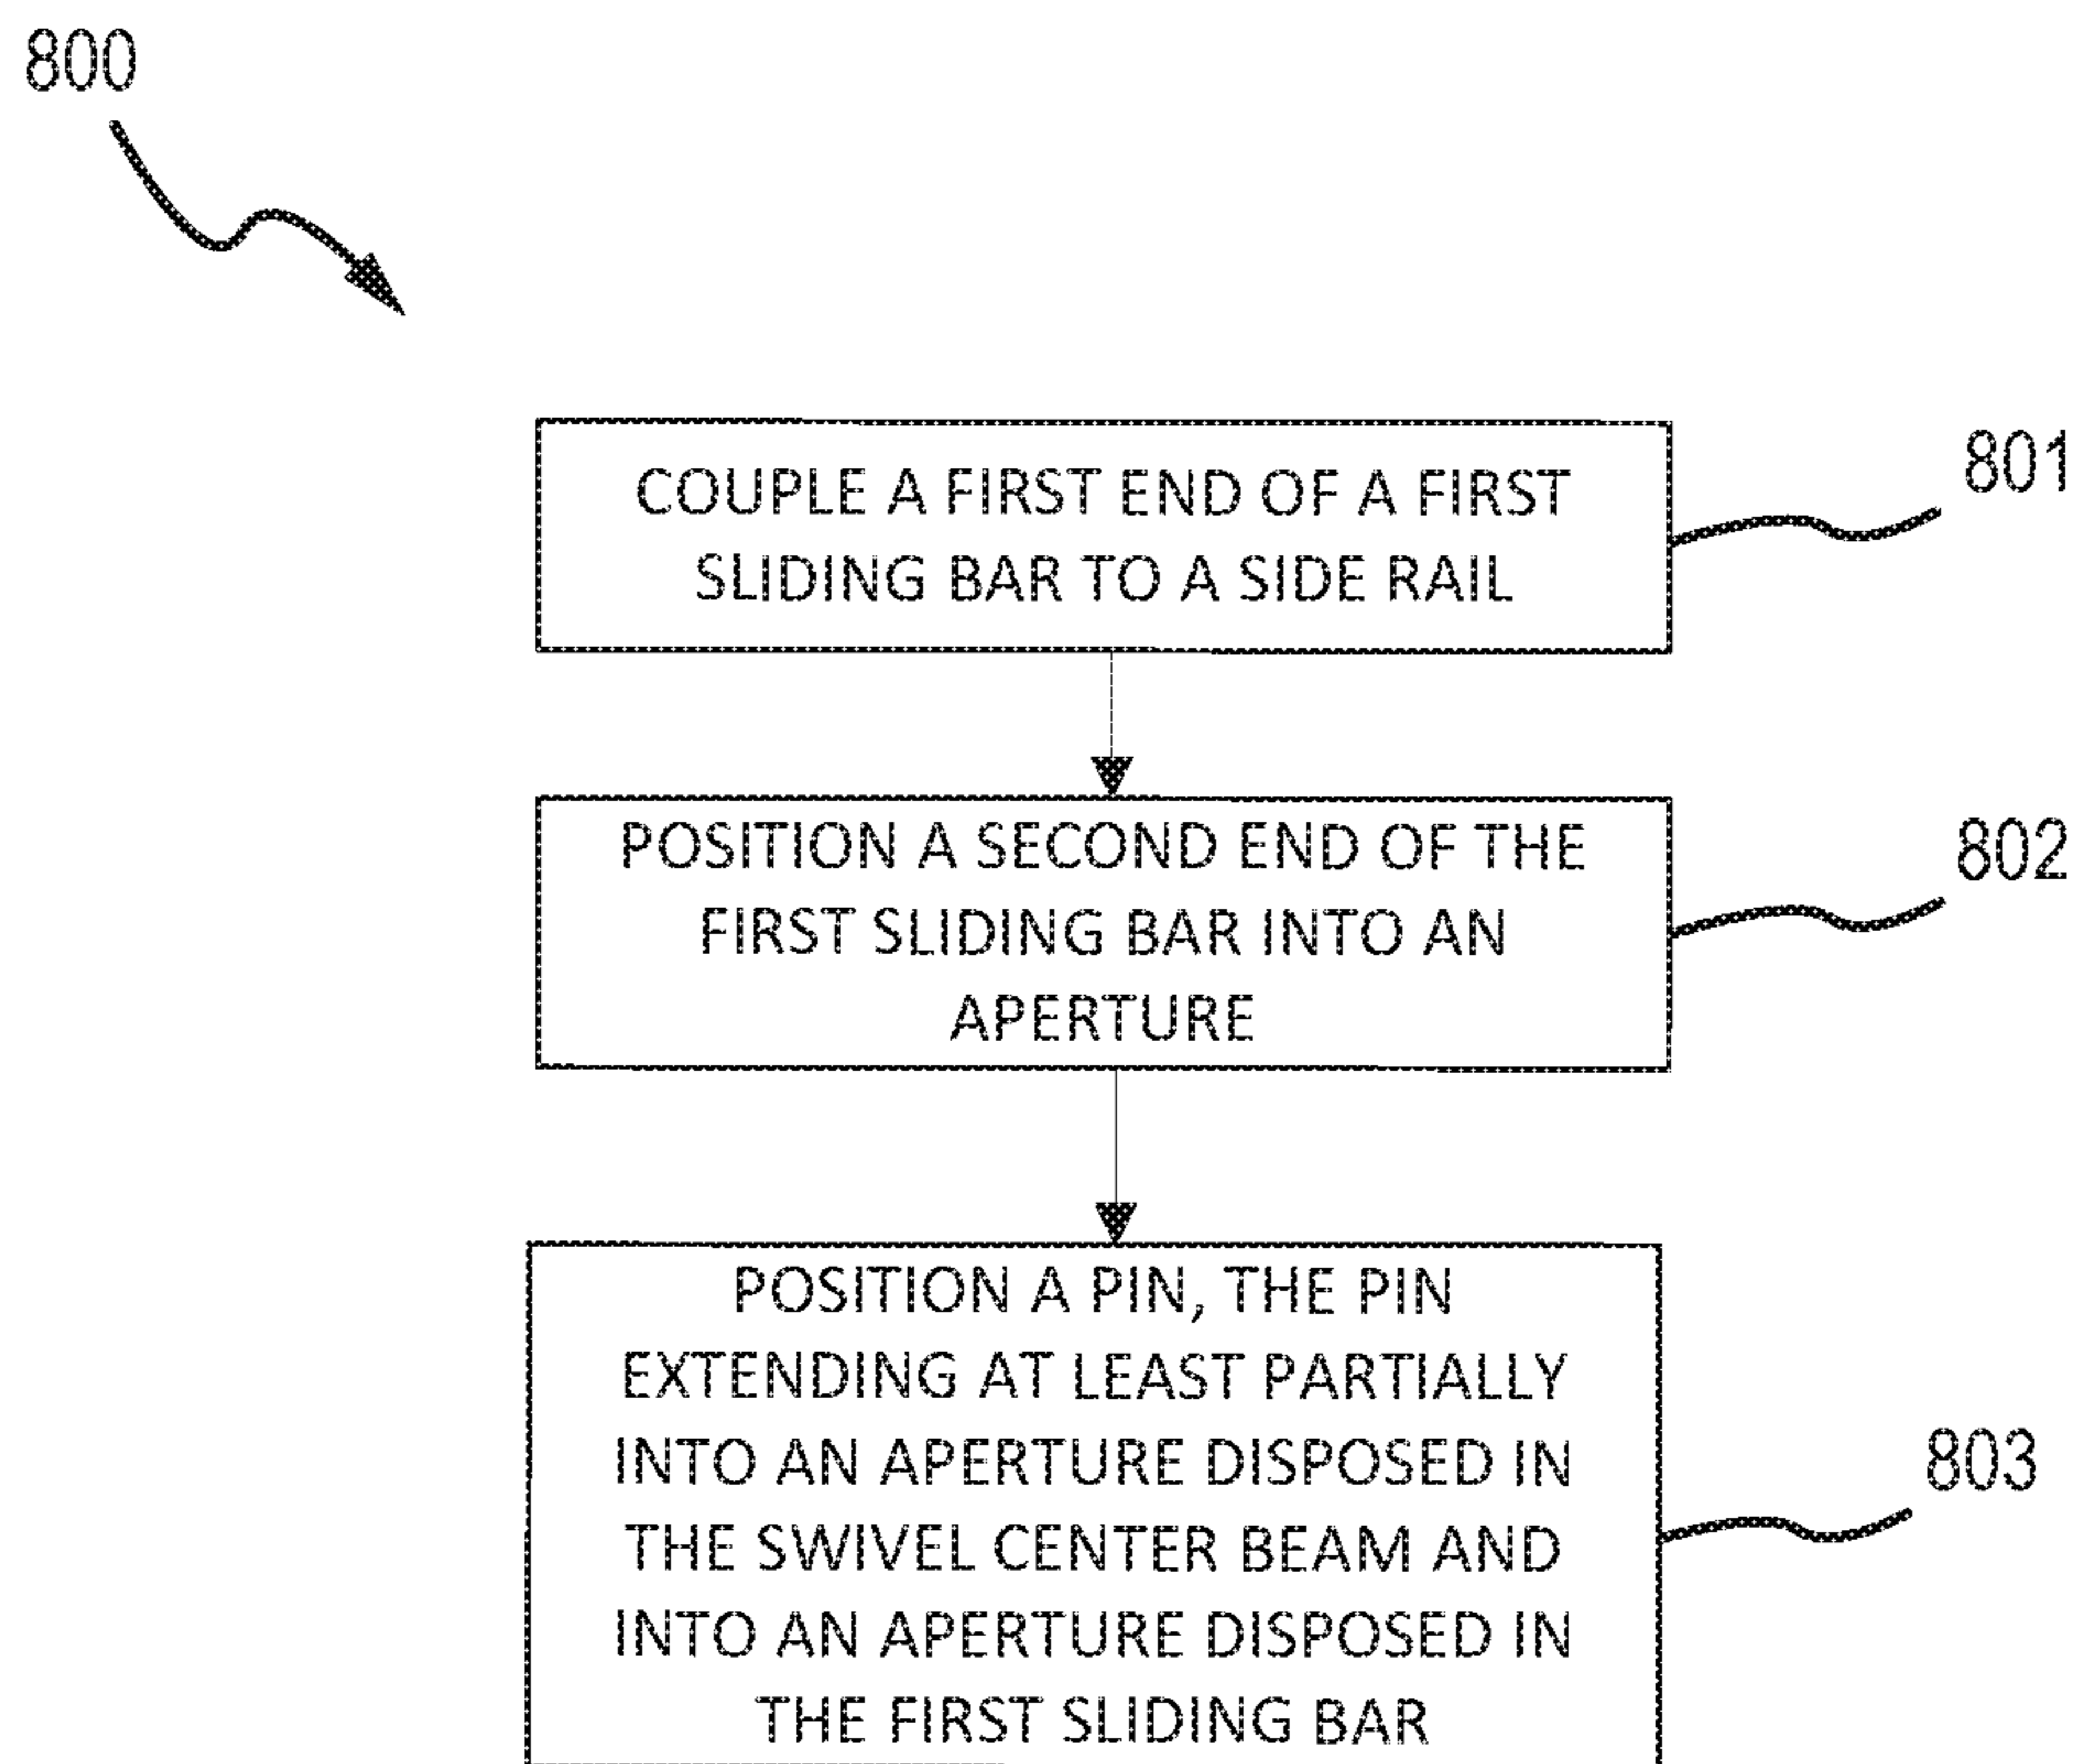 800
COUPLE A FIRST END OF A FIRST
SLIDING BAR TO A SIDE RAIL
801
POSITION A SECOND END OF THE
FIRST SLIDING BAR INTO AN
APERTURE
802
POSITION A PIN, THE PIN
EXTENDING AT LEAST PARTIALLY
INTO AN APERTURE DISPOSED IN
THE SWIVEL CENTER BEAM AND
INTO AN APERTURE DISPOSED IN
THE FIRST SLIDING BAR
803